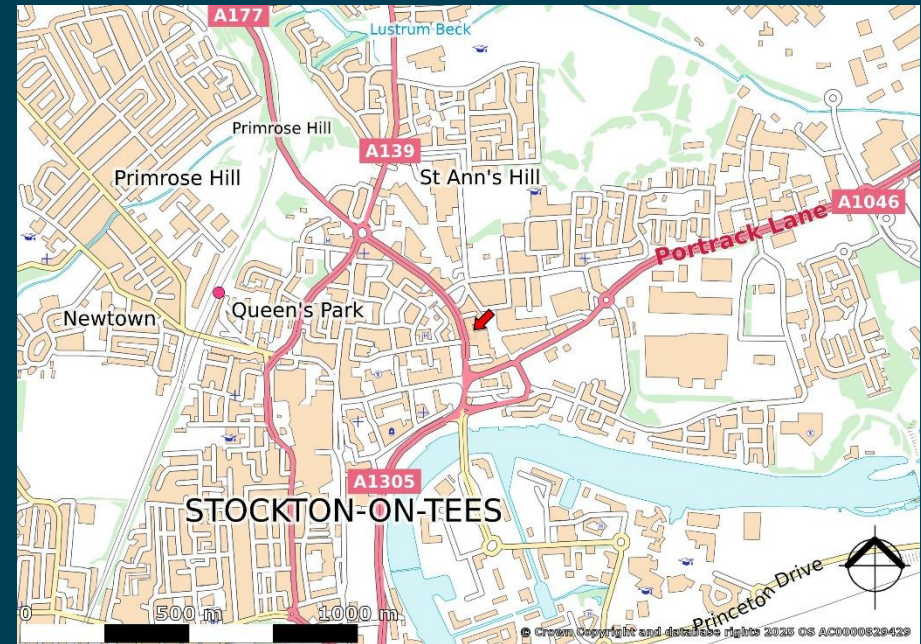 A177
Lustrum Beck
Primrose Hill
A139
Primrose Hill
St Ann's Hill
A1046
Portrack Lane
Newtown
Queen's Park
A1305
STOCKTON-ON-TEES
Princeton Drive
0
500 m
1000 m
© Crown Copyright and database rights 2025 OS AC0000829429